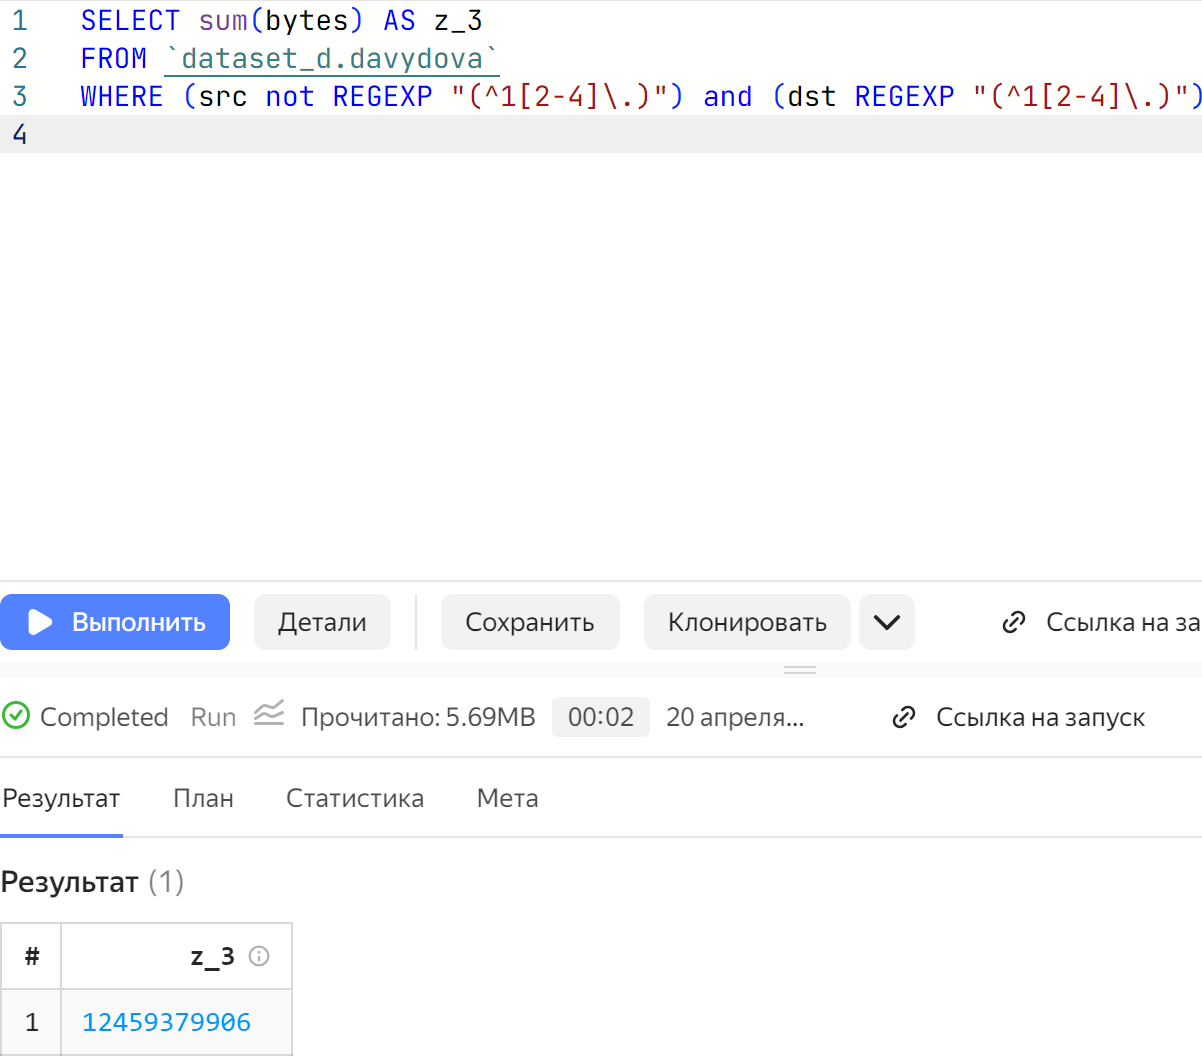 1 SELECT sum(bytes) AS z_3
2 FROM `dataset_d.davydova`
3 WHERE (src not REGEXP "(^1[2-4]\.)") and (dst REGEXP "(^1[2-4]\.)")
4
Выполнить Детали Сохранить Клонировать Ссылка на за
Completed Run Прочитано: 5.69MB 00:02 20 апреля... Ссылка на запуск
Результат План Статистика Мета
Результат (1)
# z_3
1 12459379906